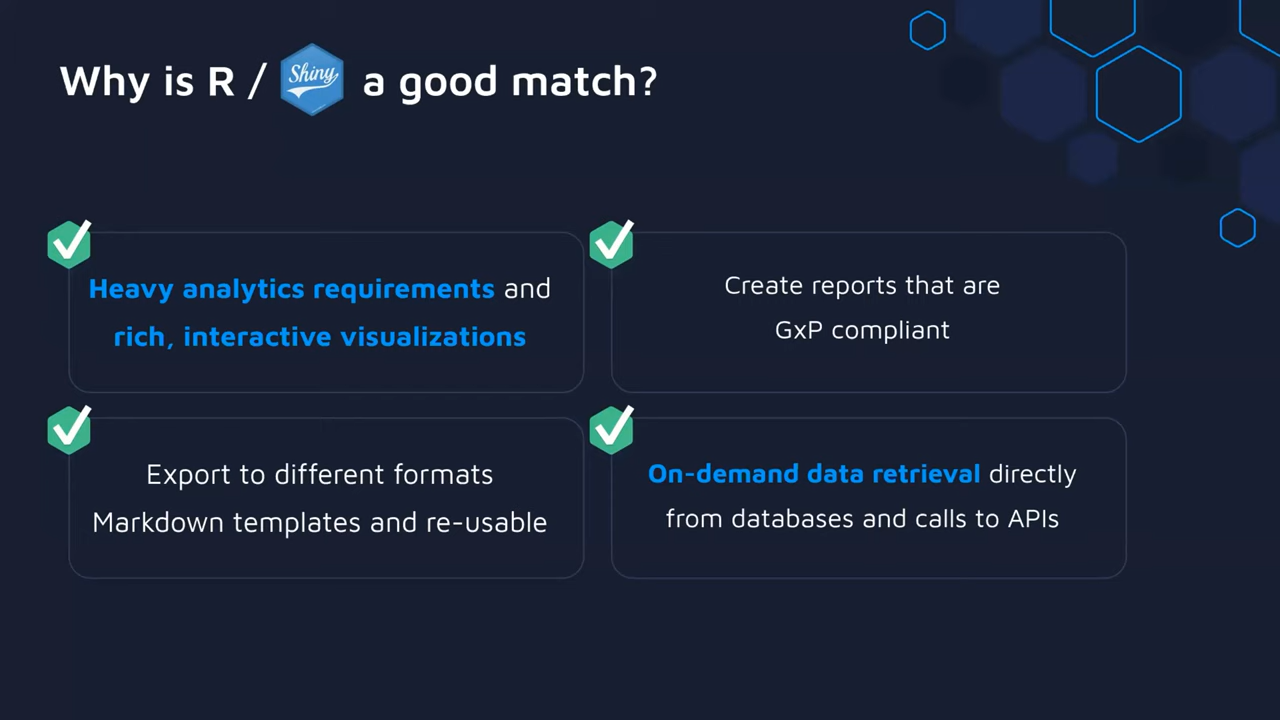 Why is R / Shiny a good match?
Heavy analytics requirements and
rich, interactive visualizations
Create reports that are
GxP compliant
Export to different formats
Markdown templates and re-usable
On-demand data retrieval directly
from databases and calls to APIs